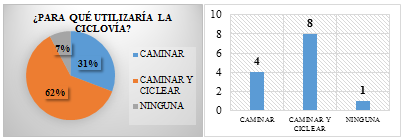 ¿PARA QUÉ UTILIZARÍA LA
CICLOVIA?
7%
31%
62%
CAMINAR
CAMINAR Y
CICLEAR
NINGUNA
10
8
6
4
2
0
4
8
1
CAMINAR
CAMINAR Y
CICLEAR
NINGUNA